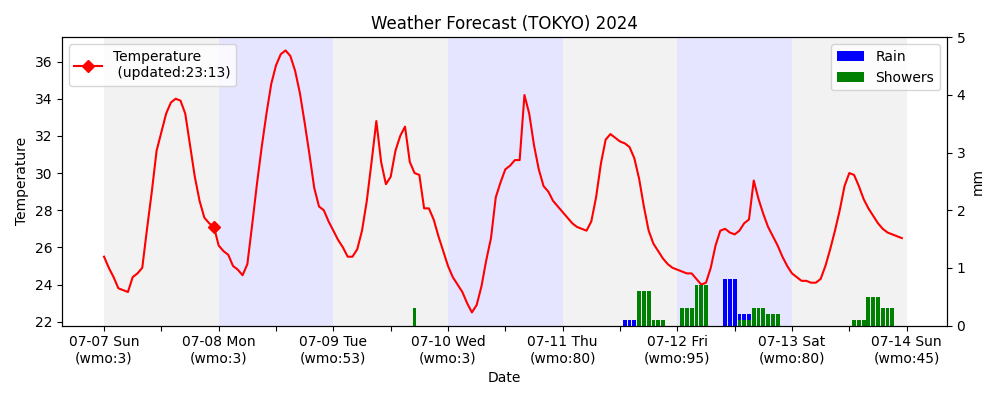 Weather Forecast (TOKYO) 2024
Temperature
(updated:23:13)
Rain
Showers
36
34
32
30
28
26
24
22
Temperature
5
4
3
2
1
0
mm
07-07 Sun 07-08 Mon 07-09 Tue 07-10 Wed 07-11 Thu 07-12 Fri 07-13 Sat 07-14 Sun
(wmo:3) (wmo:3) (wmo:53) (wmo:3) (wmo:80) (wmo:95) (wmo:80) (wmo:45)
Date